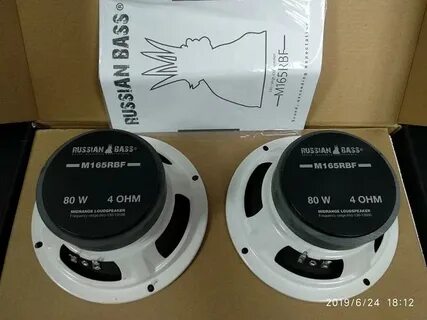 RUSSIAN BASS®
M165RBF
RUSSIAN BASS®
M165RBF
80 W 4 OHM
MIDRANGE LOUDSPEAKER
RUSSIAN BASS®
M165RBF
80 W 4 OHM
MIDRANGE LOUDSPEAKER
2019/6/24 18:12